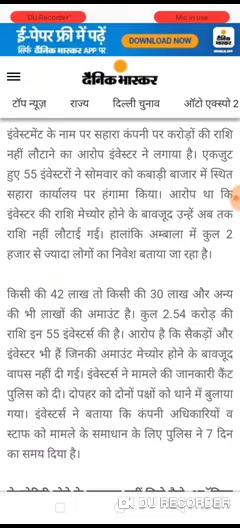 "DU Recorder" Mic in use
ई-पेपर फ्री में पढ़ें
सिर्फ दैनिक भास्कर APP पर
DOWNLOAD NOW
दैनिक भास्कर
टॉप न्यूज़ राज्य दिल्ली चुनाव ऑटो एक्स्पो 2
इंवेस्टमेंट के नाम पर सहारा कंपनी पर करोड़ों की राशि
नहीं लौटाने का आरोप इंवेस्टर ने लगाया है। एकजुट
हुए 55 इंवेस्टरों ने सोमवार को कबाड़ी बाजार में स्थित
सहारा कार्यालय पर हंगामा किया। आरोप था कि
इंवेस्टर की राशि मेच्योर होने के बावजूद उन्हें अब तक
राशि नहीं लौटाई गई। हालांकि अम्बाला में कुल 2
हजार से ज्यादा लोगों का निवेश बताया जा रहा है।
किसी की 42 लाख तो किसी की 30 लाख और अन्य
की भी लाखों की अमाउंट है। कुल 2.54 करोड़ की
राशि इन 55 इंवेस्टर्स की है। आरोप है कि सैकड़ों और
इंवेस्टर भी हैं जिनकी अमाउंट मेच्योर होने के बावजूद
वापस नहीं दी गई। इंवेस्टर्स ने मामले की जानकारी कैंट
पुलिस को दी। दोपहर को दोनों पक्षों को थाने में बुलाया
गया। इंवेस्टर्स ने बताया कि कंपनी अधिकारियों व
स्टाफ को मामले के समाधान के लिए पुलिस ने 7 दिन
का समय दिया है।
DU RECORDER